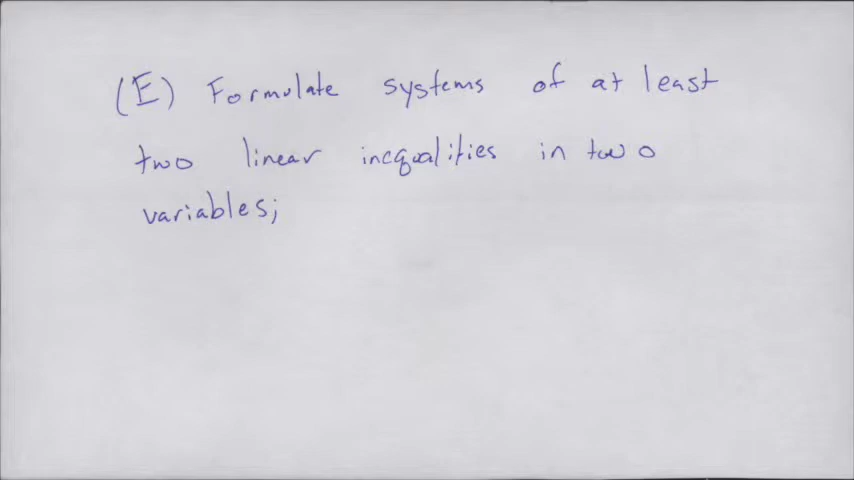 (E) Formulate systems of at least
two linear inequalities in two
variables;